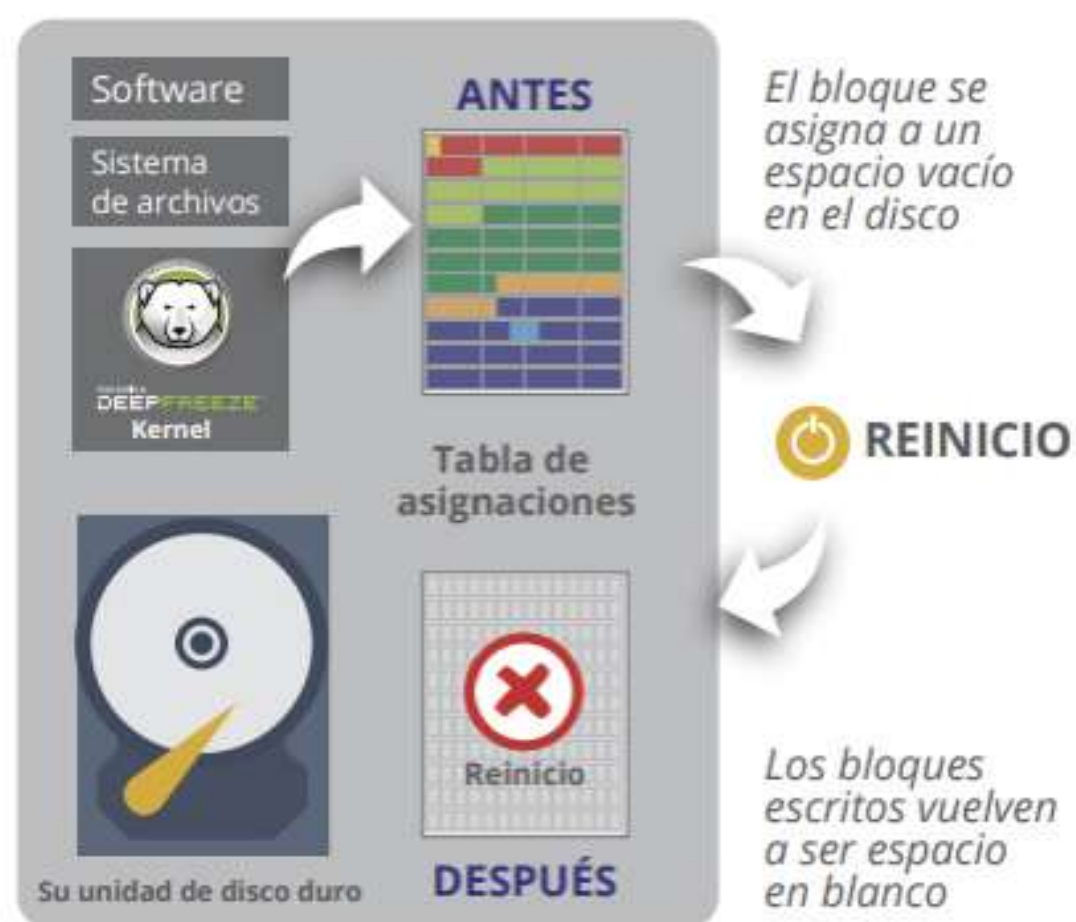 Software
Sistema
de archivos
DEEPFREEZE
Kernel
ANTES
El bloque se
asigna a un
espacio vacío
en el disco
Tabla de
asignaciones
REINICIO
Reinicio
Su unidad de disco duro
DESPUÉS
Los bloques
escritos vuelven
a ser espacio
en blanco